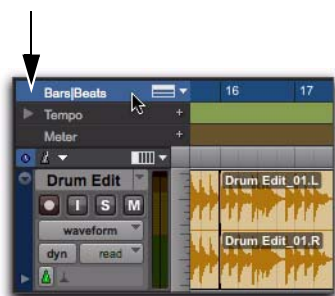 Bars|Beats 16 17
Tempo +
Meter +
Drum Edit Drum Edit_01.L
I S M
waveform
dyn read Drum Edit_01.R